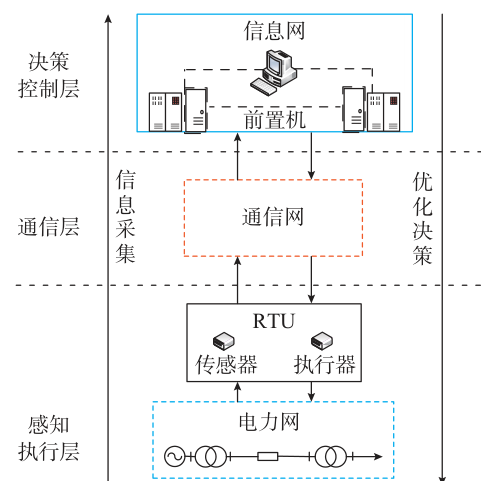 信息网
决策
控制层
前置机
信息采集
优化决策
通信层
通信网
RTU
传感器
执行器
感知
执行层
电力网